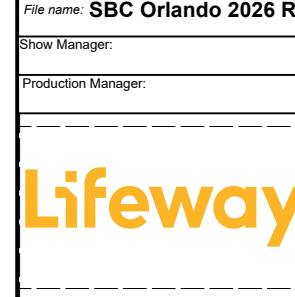 File name: SBC Orlando 2026 R
Show Manager:
Production Manager:
Lifeway